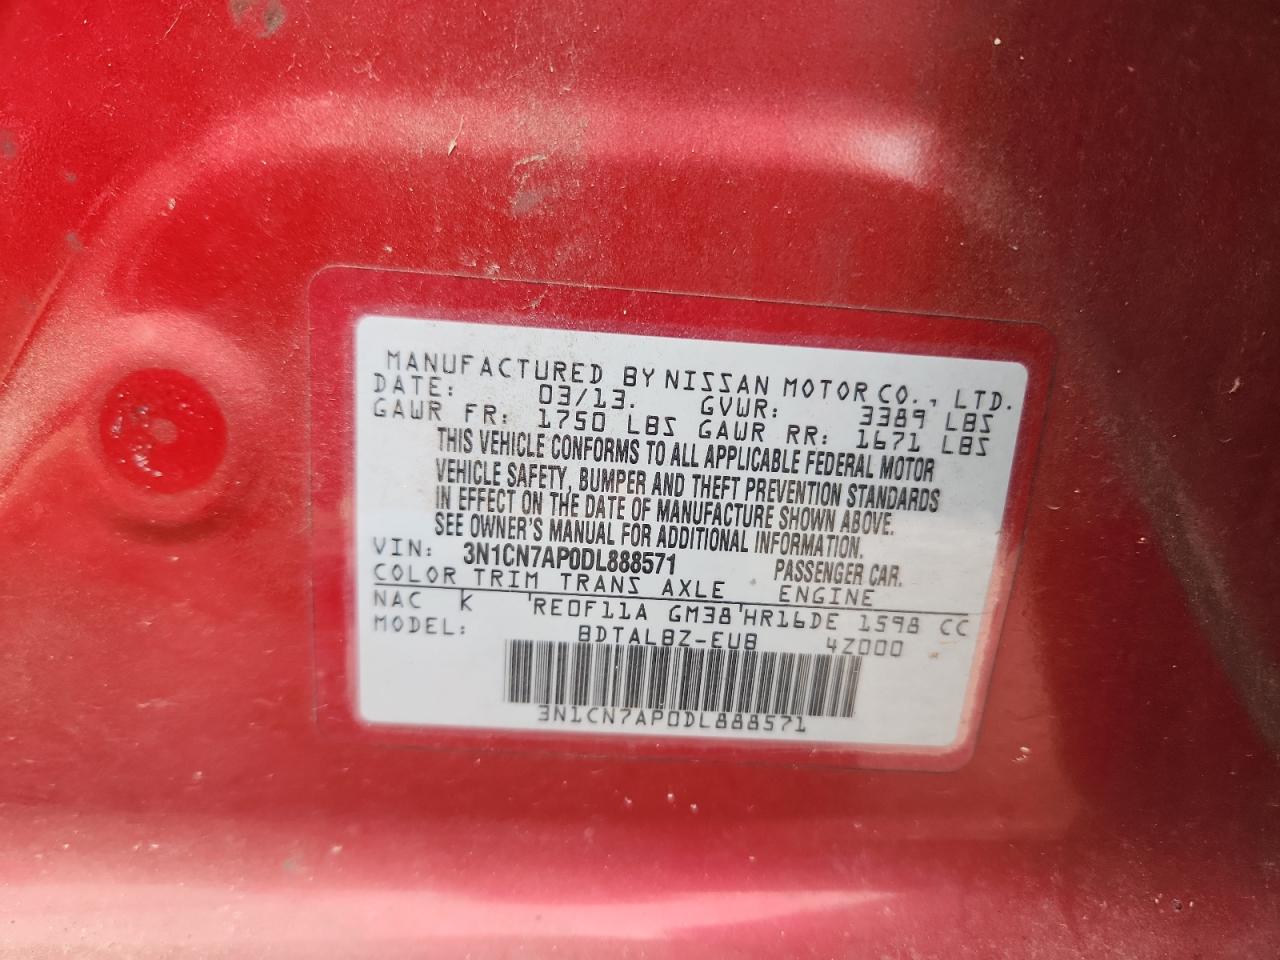 MANUFACTURED BY NISSAN MOTOR CO., LTD.
DATE: 03/13. GVWR: 3389 LBS
GAWR FR: 1750 LBS GAWR RR: 1671 LBS
THIS VEHICLE CONFORMS TO ALL APPLICABLE FEDERAL MOTOR
VEHICLE SAFETY, BUMPER AND THEFT PREVENTION STANDARDS
IN EFFECT ON THE DATE OF MANUFACTURE SHOWN ABOVE.
SEE OWNER'S MANUAL FOR ADDITIONAL INFORMATION.
VIN: 3N1CN7AP0DL888571 PASSENGER CAR.
COLOR TRIM TRANS AXLE ENGINE
NAC K 'RE0F11A GM38'HR16DE 1598 CC
MODEL: BDTALBZ-EUB 4Z000
3N1CN7AP0DL888571